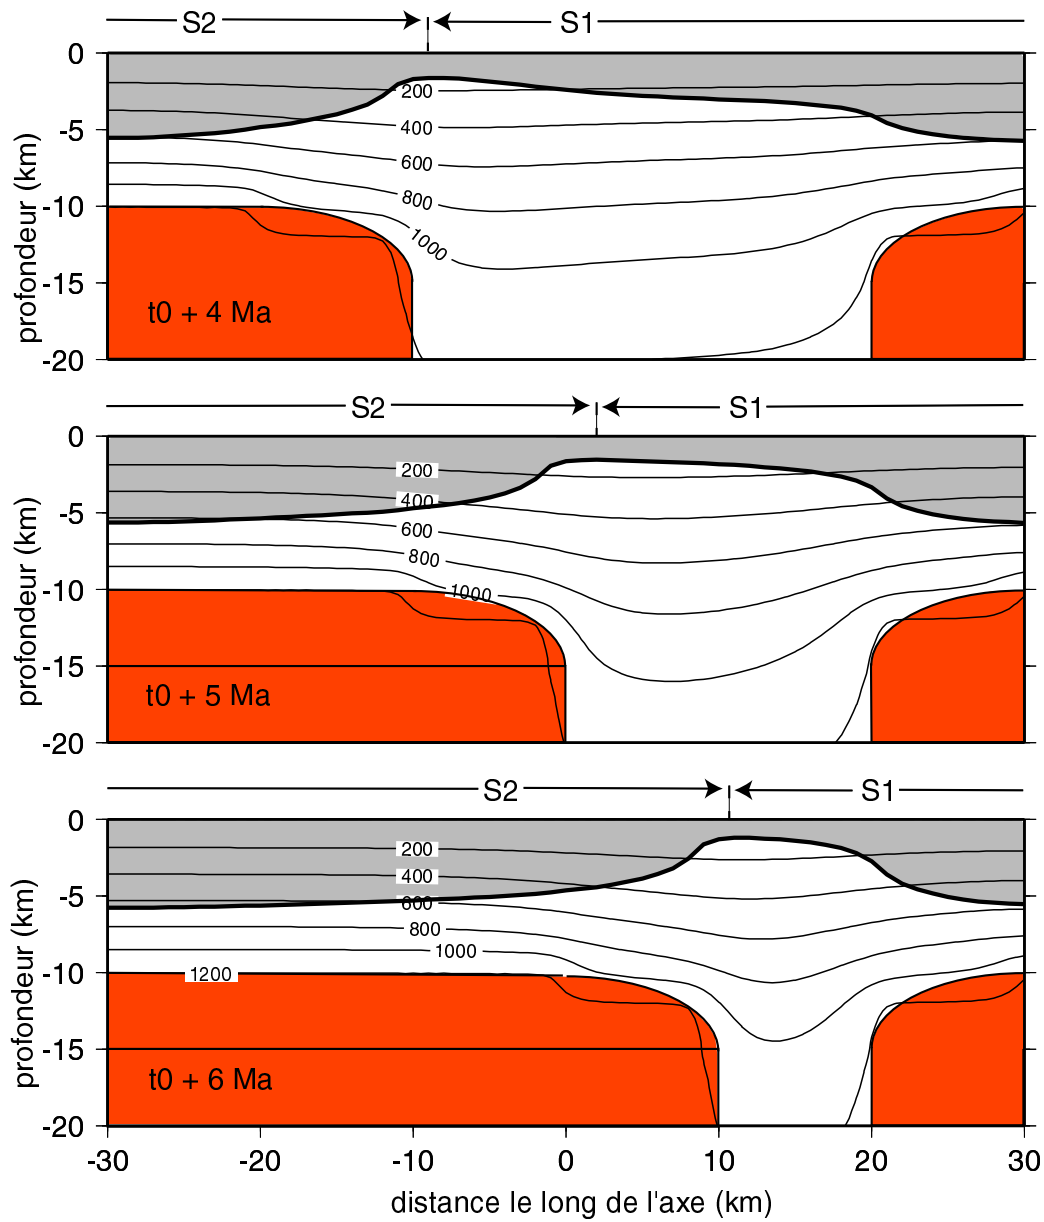 S2 S1
0
200
400
-5
600
800
-10
1000
-15
t0 + 4 Ma
-20
profondeur (km)
S2 S1
0
200
400
-5
600
800
-10
1000
-15
t0 + 5 Ma
-20
profondeur (km)
S2 S1
0
200
400
-5
600
800
1000
-10
1200
-15
t0 + 6 Ma
-20
profondeur (km)
-30 -20 -10 0 10 20 30
distance le long de l'axe (km)